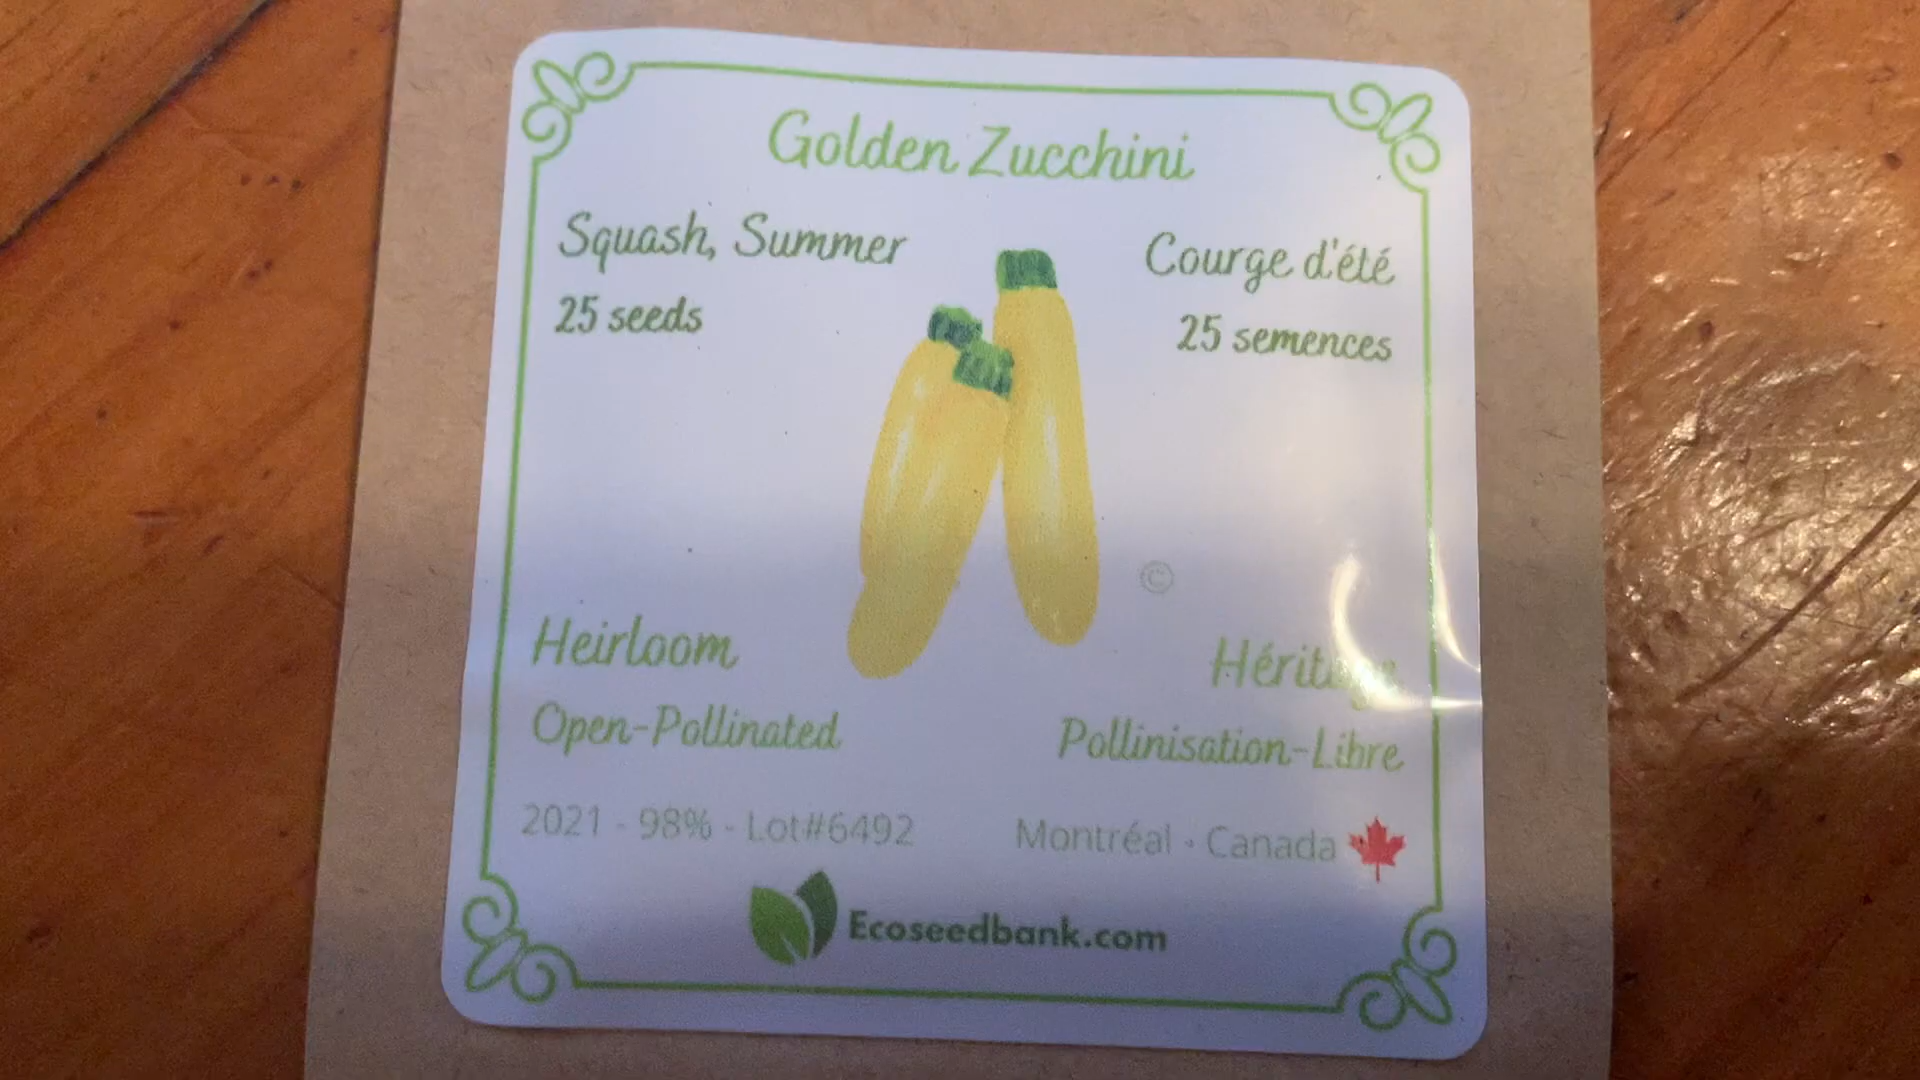 Golden Zucchini
Squash, Summer
25 seeds
Courge d'été
25 semences
©
Heirloom
Open-Pollinated
Pollinisation-Libre
2021 - 98% - Lot#6492
Montréal - Canada
Ecoseedbank.com